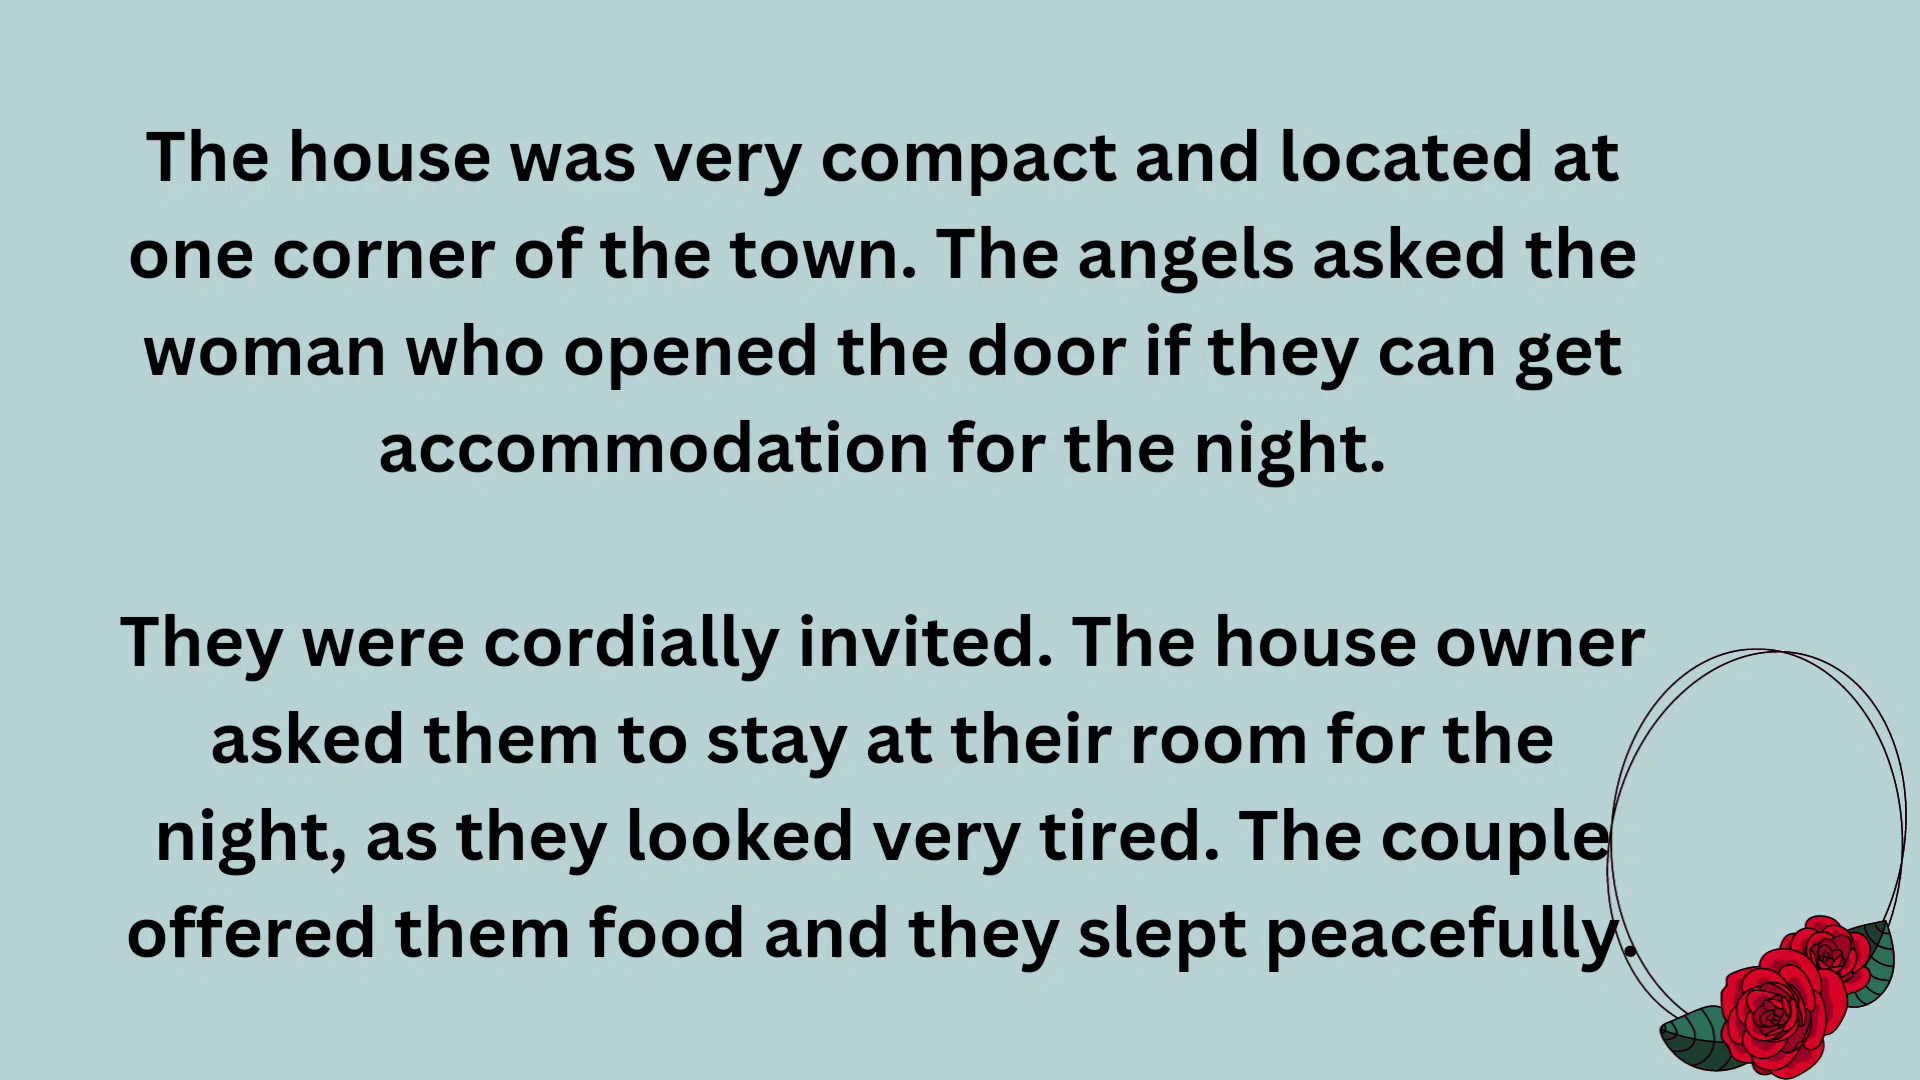 The house was very compact and located at
one corner of the town. The angels asked the
woman who opened the door if they can get
accommodation for the night.
They were cordially invited. The house owner
asked them to stay at their room for the
night, as they looked very tired. The couple
offered them food and they slept peacefully.